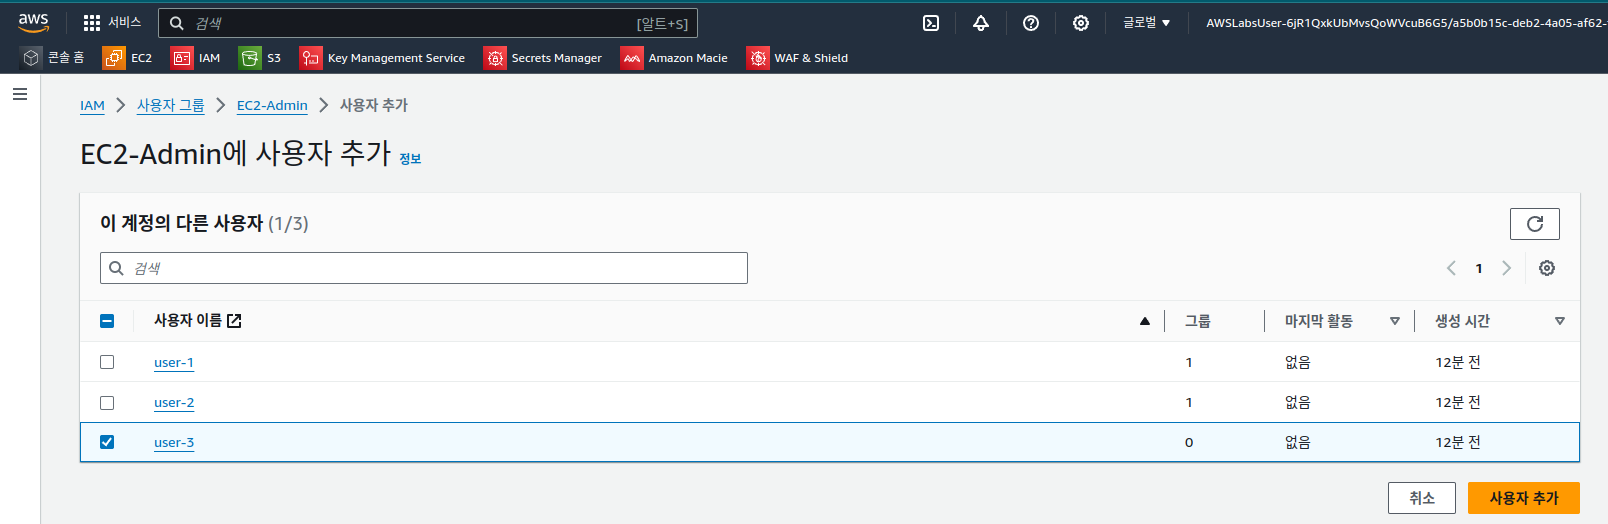 aws 서비스 검색 [알트+S] 글로벌 AWSLabsUser-6jR1QxkUbMvsQoWVcuB6G5/a5b0b15c-deb2-4a05-af62-
콘솔 홈 EC2 IAM S3 Key Management Service Secrets Manager Amazon Macie WAF & Shield
IAM 사용자 그룹 EC2-Admin 사용자 추가
EC2-Admin에 사용자 추가 정보
이 계정의 다른 사용자 (1/3)
검색
1
사용자 이름 그룹 마지막 활동 생성 시간
user-1 1 없음 12분 전
user-2 1 없음 12분 전
user-3 0 없음 12분 전
취소 사용자 추가